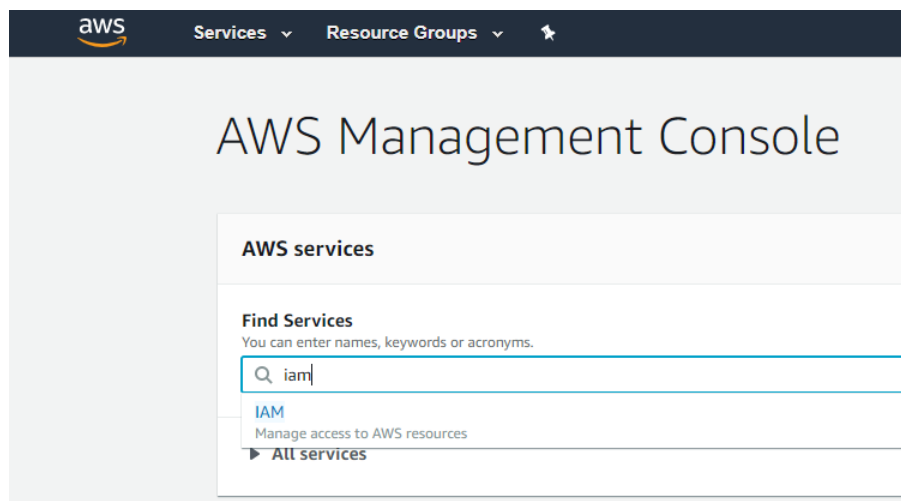 aws Services Resource Groups
AWS Management Console
AWS services
Find Services
You can enter names, keywords or acronyms.
iam
IAM
Manage access to AWS resources
All services